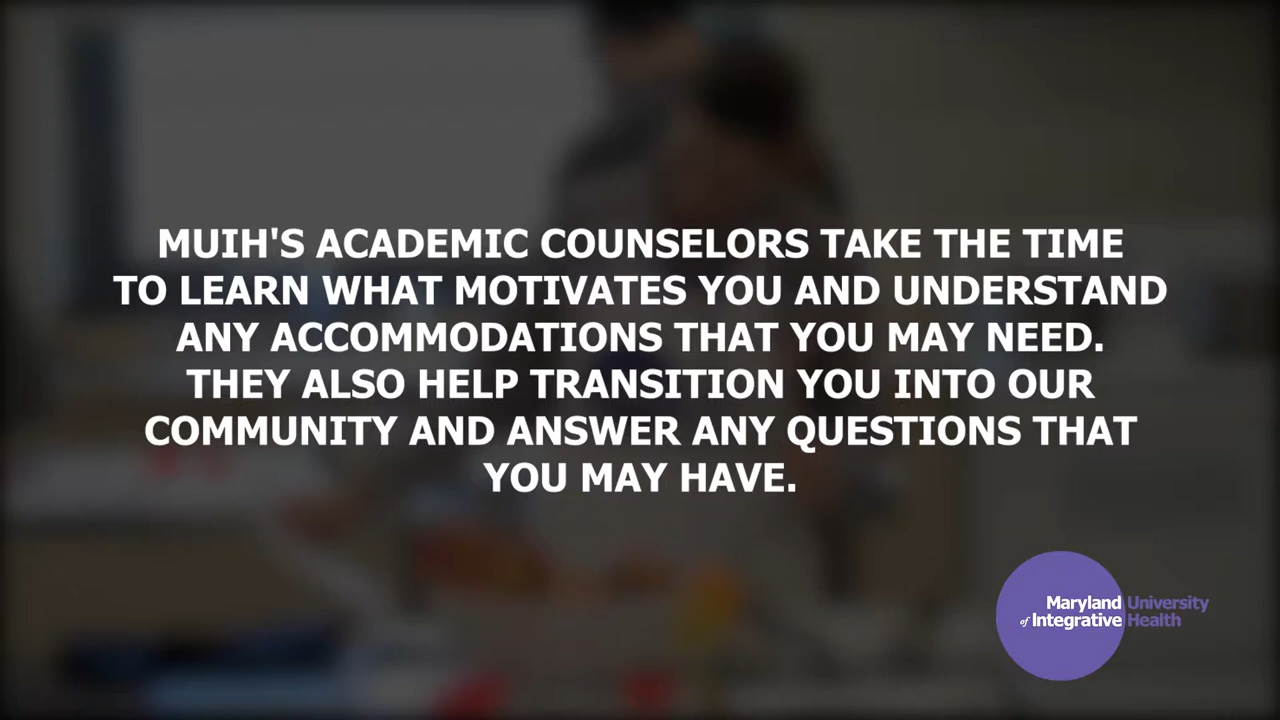 MUIH'S ACADEMIC COUNSELORS TAKE THE TIME
TO LEARN WHAT MOTIVATES YOU AND UNDERSTAND
ANY ACCOMMODATIONS THAT YOU MAY NEED.
THEY ALSO HELP TRANSITION YOU INTO OUR
COMMUNITY AND ANSWER ANY QUESTIONS THAT
YOU MAY HAVE.
Maryland University
of Integrative Health